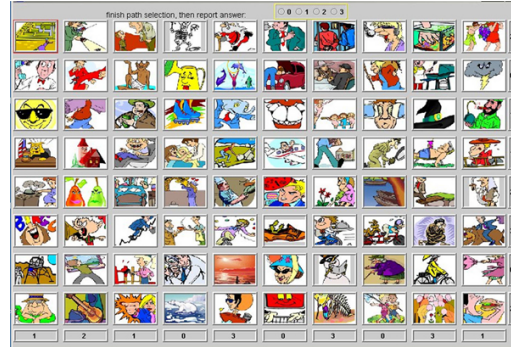 finish path selection, then report answer.
0 1 2 3
1 2 1 0 3 0 3 0 3 1